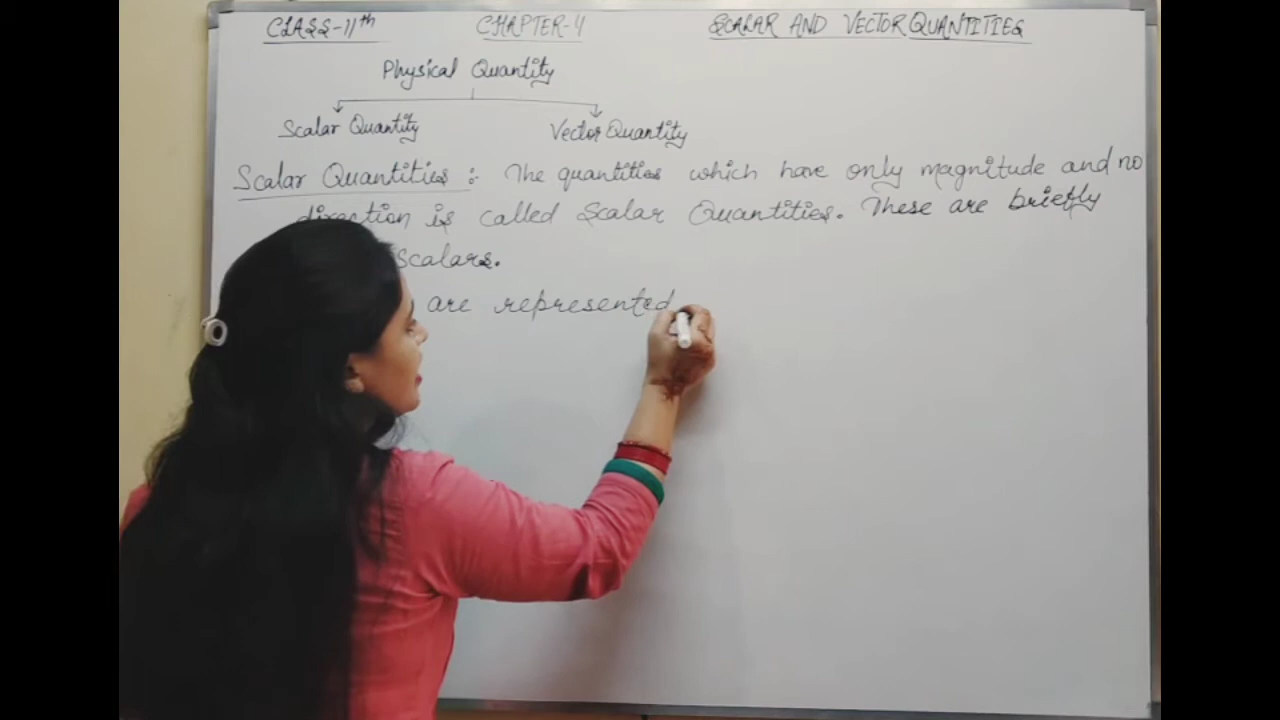 CLASS-11th CHAPTER-4 SCALAR AND VECTOR QUANTITIES
Physical Quantity
Scalar Quantity Vector Quantity
Scalar Quantities : The quantities which have only magnitude and no
direction is called Scalar Quantities. These are briefly
scalars.
are represented